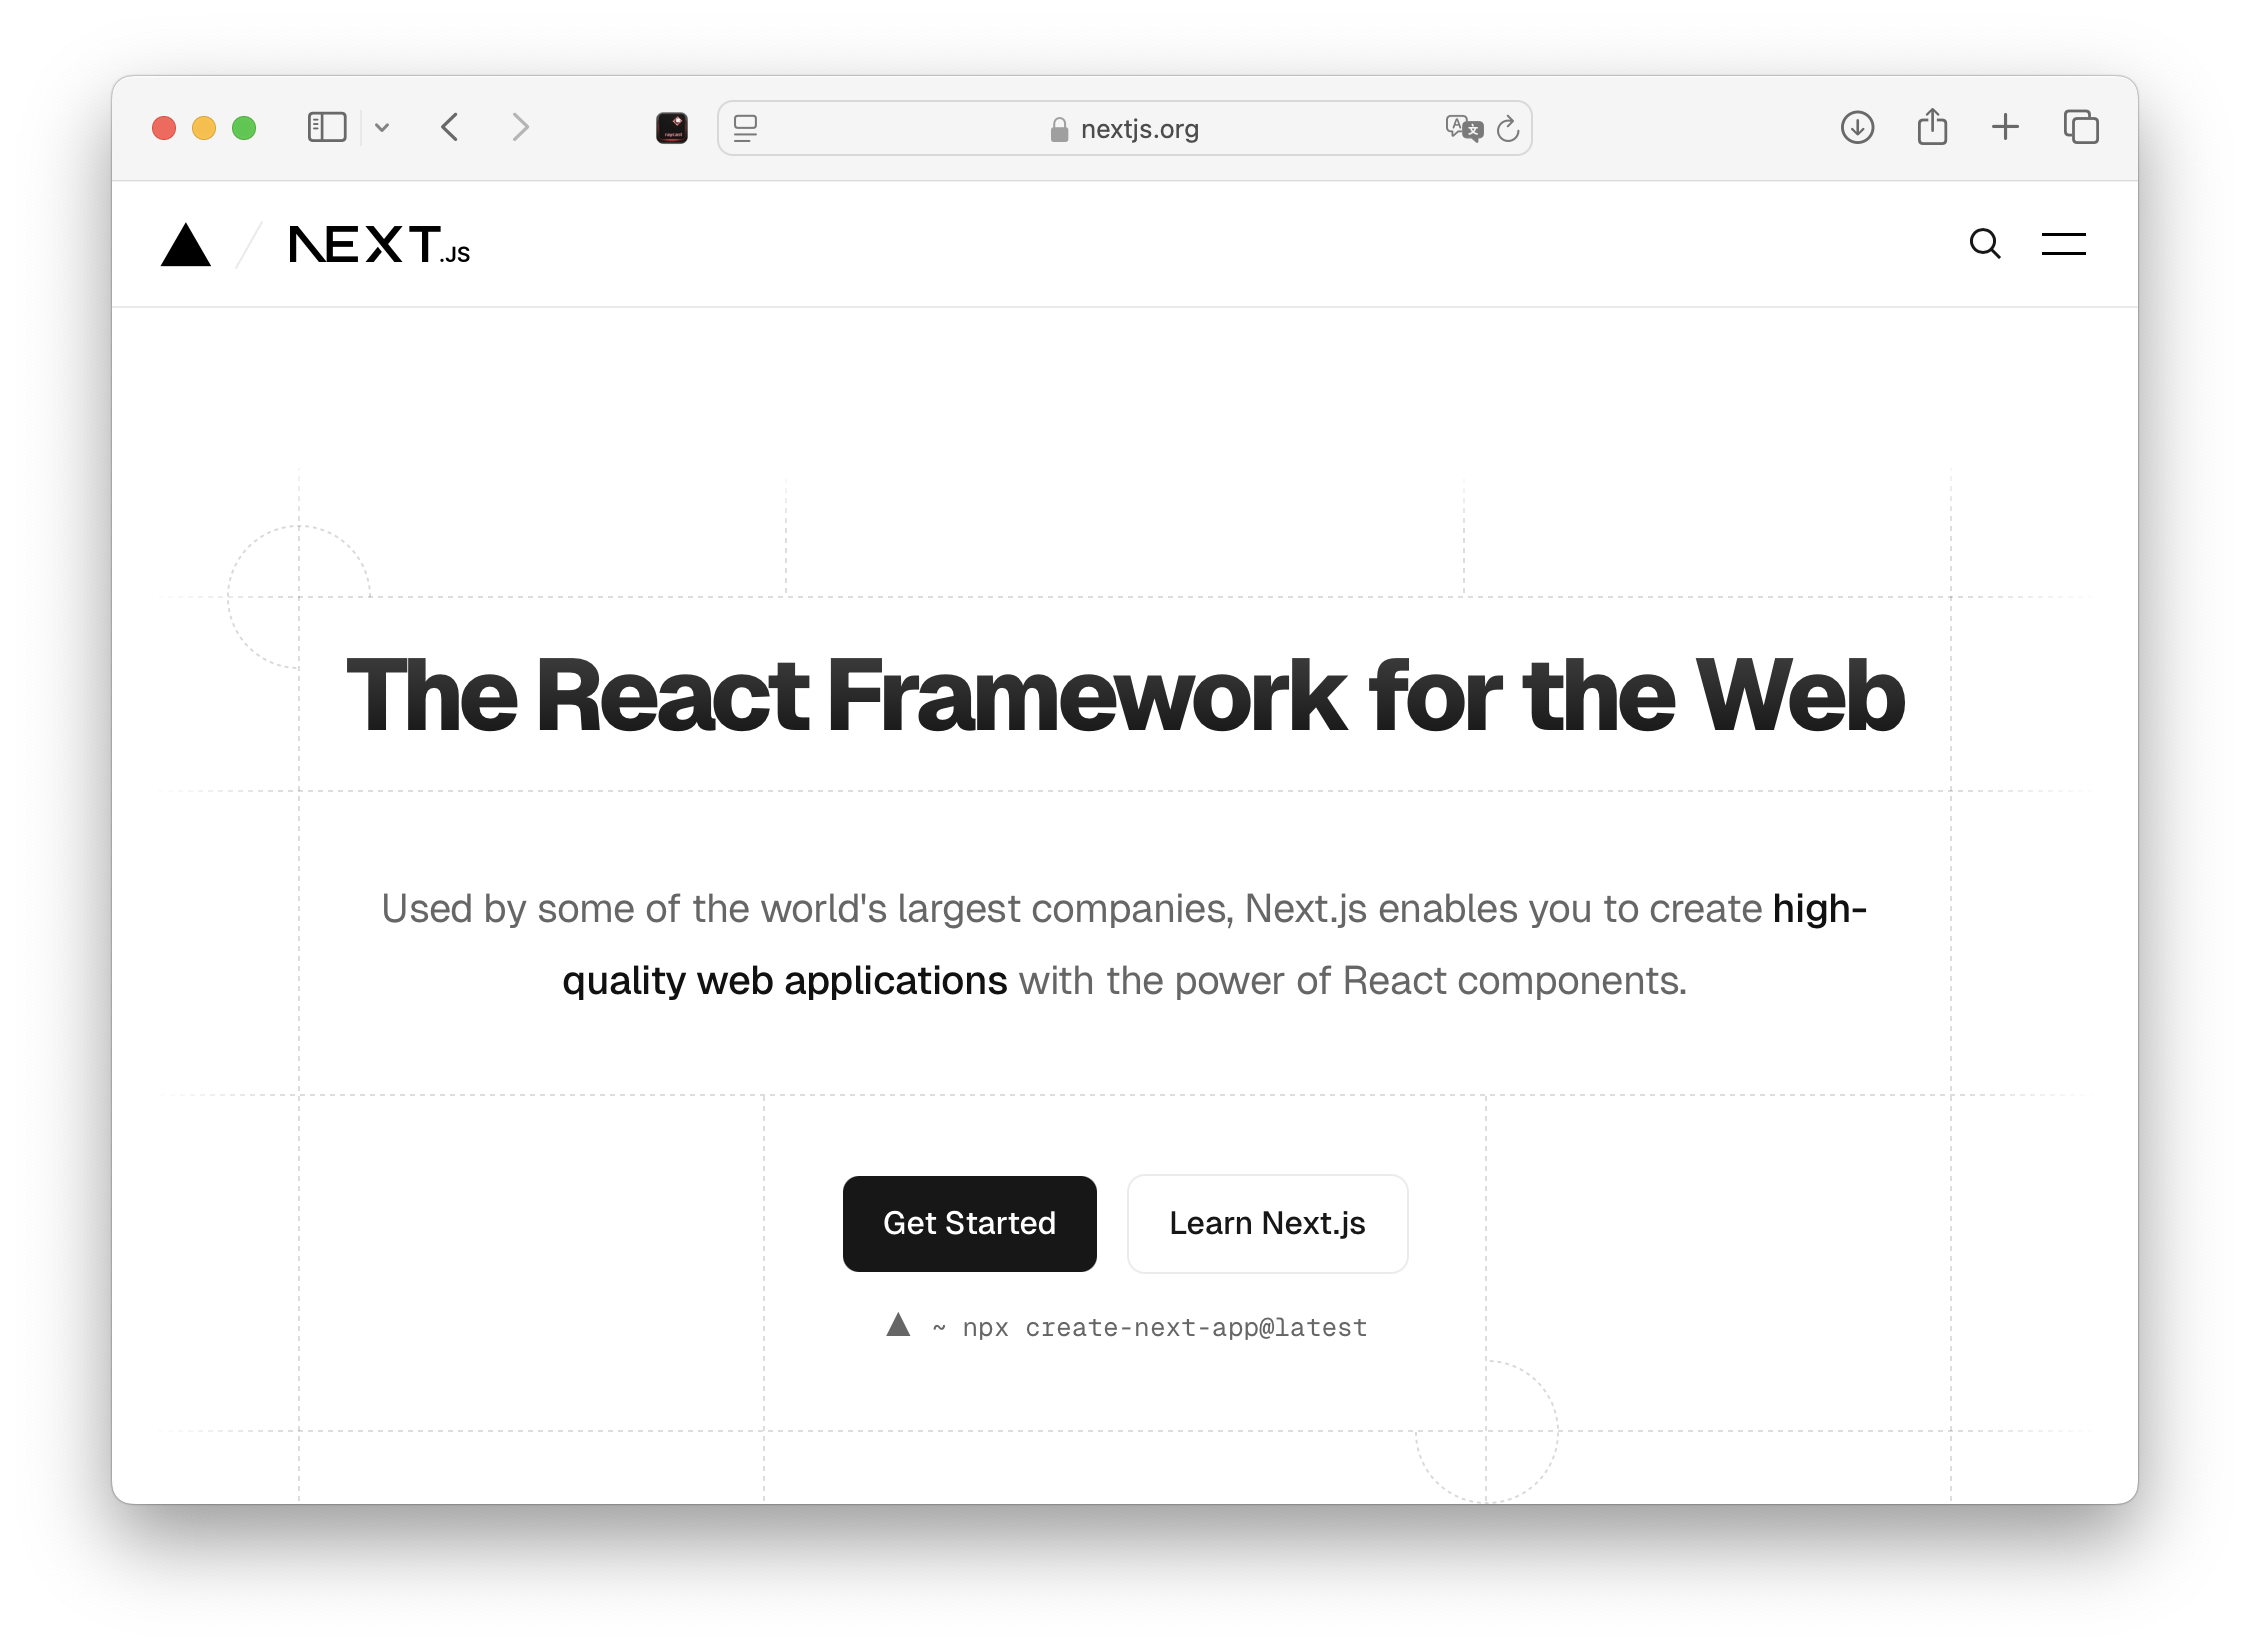 nextjs.org
NEXT.JS
The React Framework for the Web
Used by some of the world's largest companies, Next.js enables you to create high-
quality web applications with the power of React components.
Get Started
Learn Next.js
~ npx create-next-app@latest